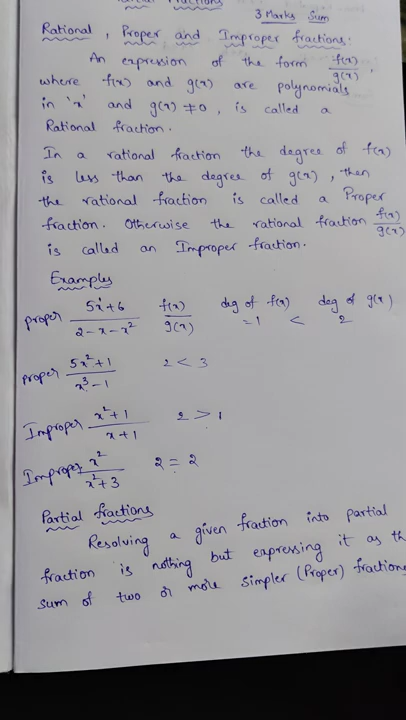 Partial Fractions
3 Marks Sum
Rational, Proper and Improper fractions:
An expression of the form f(x)/g(x),
where f(x) and g(x) are polynomials
in 'x' and g(x) ≠ 0, is called a
Rational fraction.
In a rational fraction the degree of f(x)
is less than the degree of g(x), then
the rational fraction is called a Proper
fraction. Otherwise the rational fraction f(x)/g(x)
is called an Improper fraction.
Examples
proper 5x+6/2-x-x² f(x)/g(x) deg of f(x) =1 < deg of g(x) 2
proper 5x²+1/x³-1 2 < 3
Improper x²+1/x+1 2 > 1
Improper x²/x²+3 2 = 2
Partial fractions
Resolving a given fraction into partial
fraction is nothing but expressing it as th
sum of two or more simpler (Proper) fractions